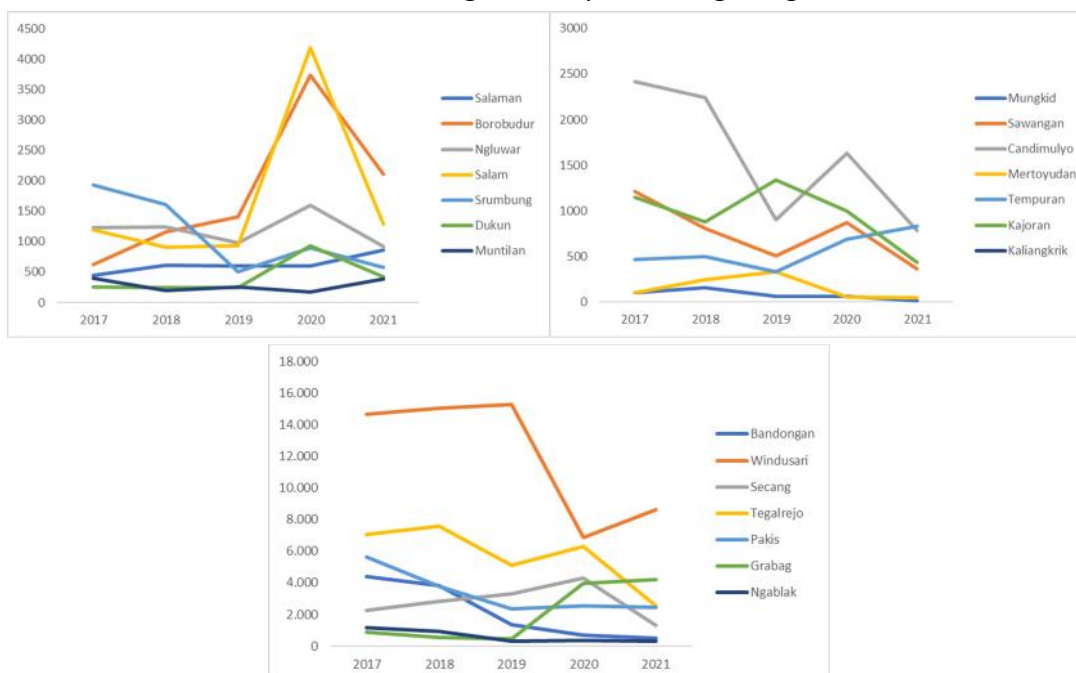 4500
4000
3500
3000
2500
2000
1500
1000
500
0
2017 2018 2019 2020 2021
Salaman
Borobudur
Ngluwar
Salam
Srumbung
Dukun
Muntilan
3000
2500
2000
1500
1000
500
0
2017 2018 2019 2020 2021
Mungkid
Sawangan
Candimulyo
Mertoyudan
Tempuran
Kajoran
Kaliangkrik
18.000
16.000
14.000
12.000
10.000
8.000
6.000
4.000
2.000
0
2017 2018 2019 2020 2021
Bandongan
Windusari
Secang
Tegalrejo
Pakis
Grabag
Ngablak